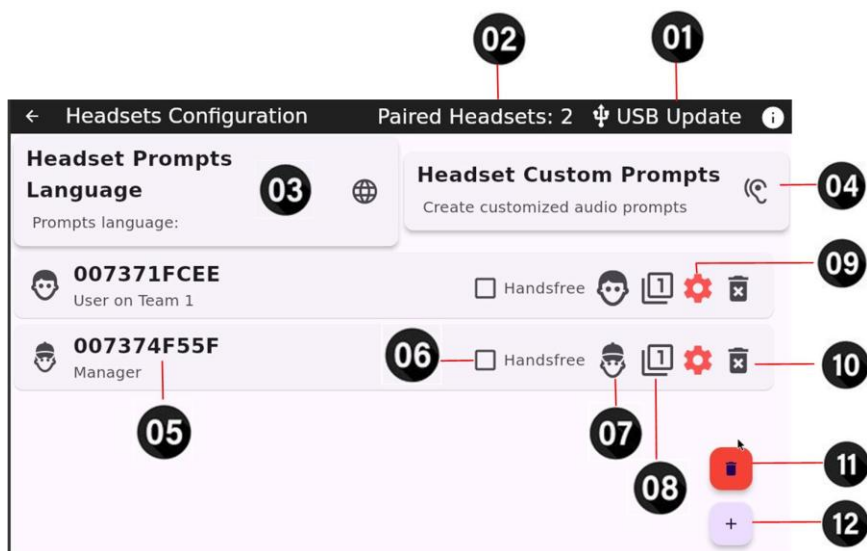 02
01
← Headsets Configuration Paired Headsets: 2 USB Update i
Headset Prompts
Language
Prompts language:
03
Headset Custom Prompts
Create customized audio prompts
04
09
007371FCEE
User on Team 1
Handsfree
1
007374F55F
Manager
06
Handsfree
1
10
05
07
08
11
+
12